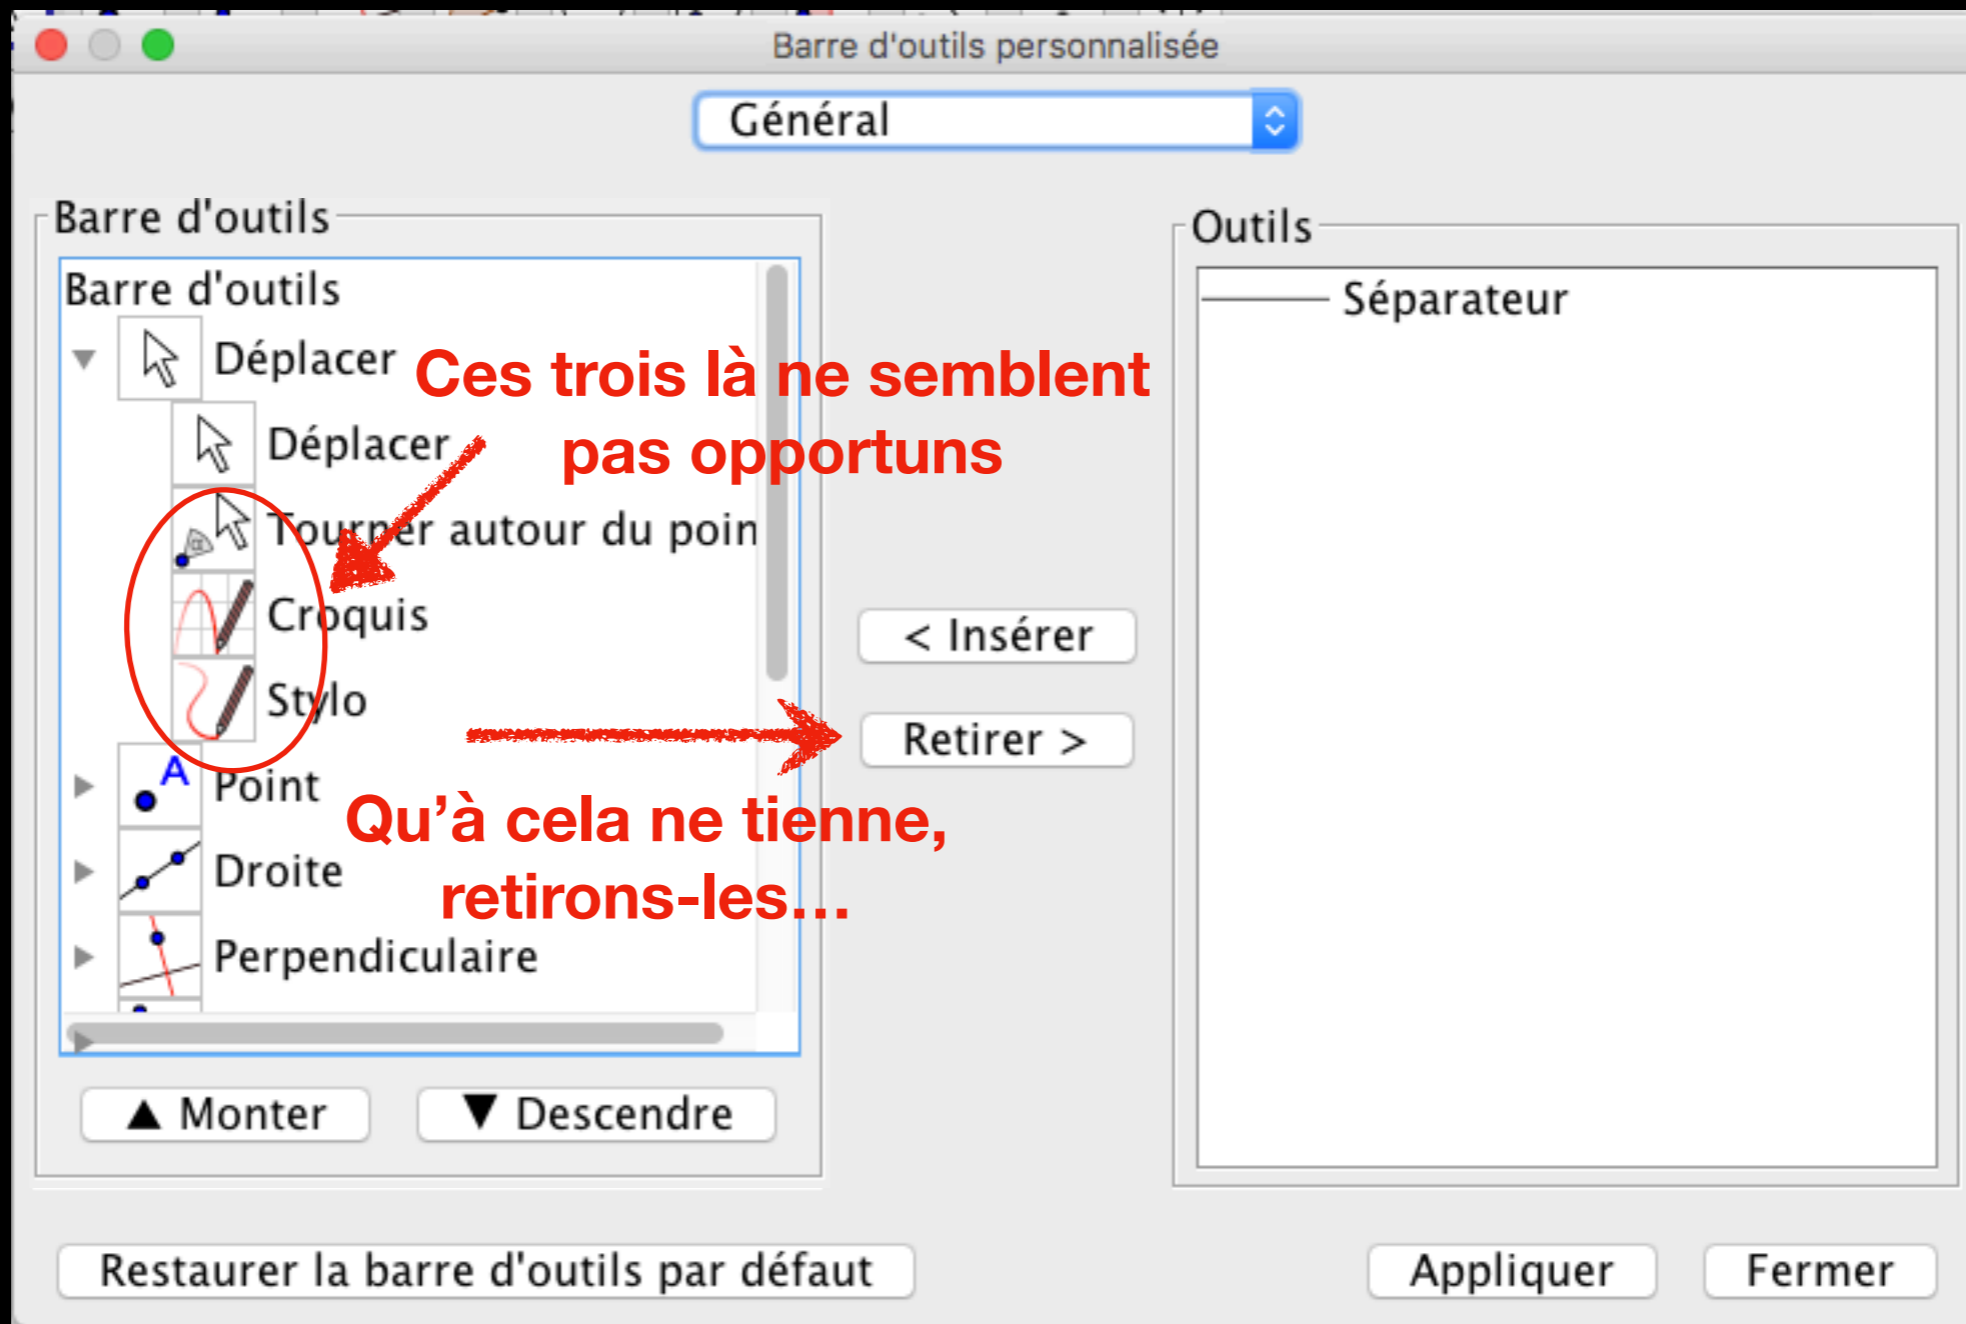 Barre d'outils personnalisée
Général
Barre d'outils
Barre d'outils
Déplacer
Déplacer
Tourner autour du poin
Croquis
Stylo
A
Point
Droite
Perpendiculaire
▲ Monter
▼ Descendre
Ces trois là ne semblent
pas opportuns
Qu’à cela ne tienne,
retirons-les…
< Insérer
Retirer >
Outils
Séparateur
Restaurer la barre d'outils par défaut
Appliquer
Fermer